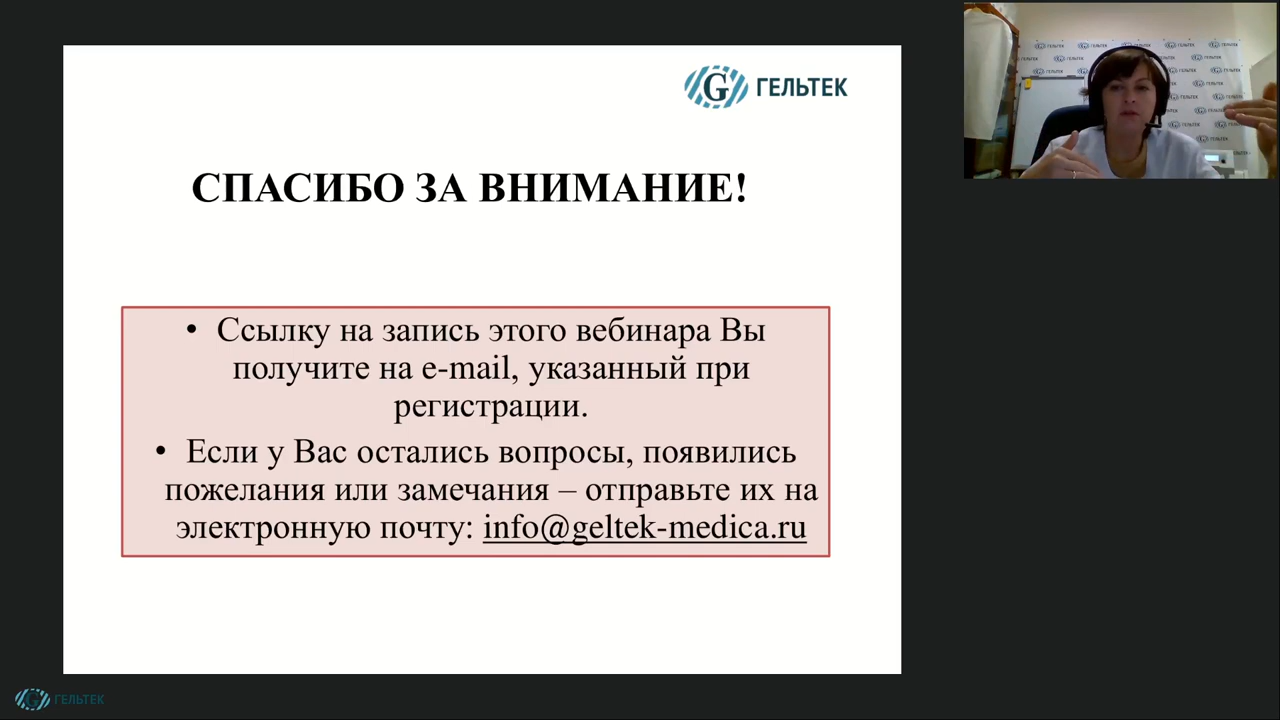 ГЕЛЬТЕК
СПАСИБО ЗА ВНИМАНИЕ!
• Ссылку на запись этого вебинара Вы
получите на e-mail, указанный при
регистрации.
• Если у Вас остались вопросы, появились
пожелания или замечания – отправьте их на
электронную почту: info@geltek-medica.ru
ГЕЛЬТЕК